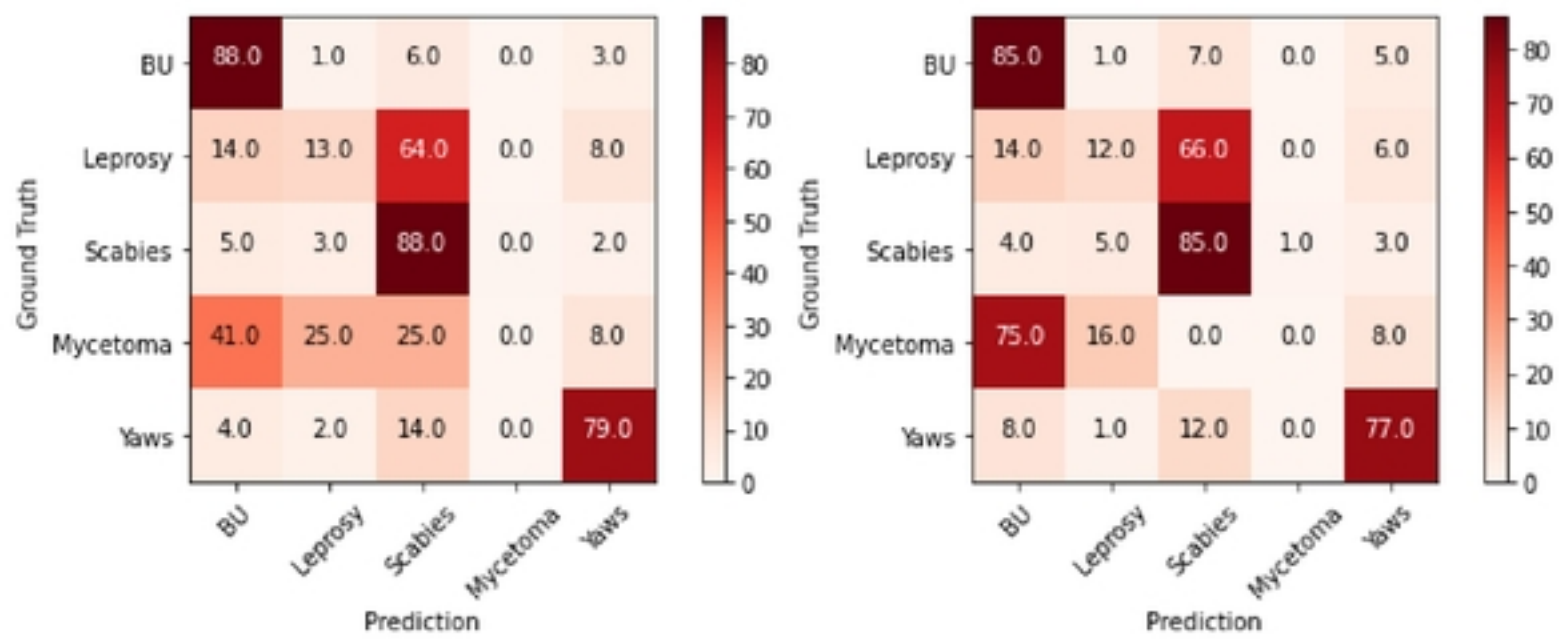 BU 88.0 1.0 6.0 0.0 3.0
Leprosy 14.0 13.0 64.0 0.0 8.0
Scabies 5.0 3.0 88.0 0.0 2.0
Mycetoma 41.0 25.0 25.0 0.0 8.0
Yaws 4.0 2.0 14.0 0.0 79.0
Ground Truth
BU Leprosy Scabies Mycetoma Yaws
Prediction
80
70
60
50
40
30
20
10
0
BU 85.0 1.0 7.0 0.0 5.0
Leprosy 14.0 12.0 66.0 0.0 6.0
Scabies 4.0 5.0 85.0 1.0 3.0
Mycetoma 75.0 16.0 0.0 0.0 8.0
Yaws 8.0 1.0 12.0 0.0 77.0
Ground Truth
BU Leprosy Scabies Mycetoma Yaws
Prediction
80
70
60
50
40
30
20
10
0